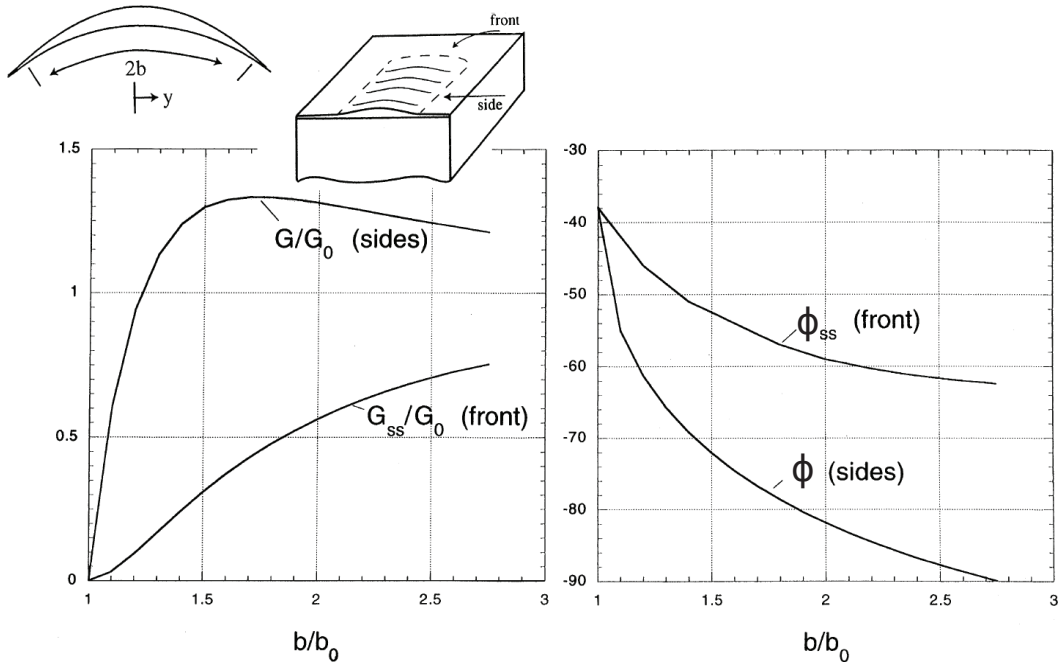 front
2b
y
side
1.5
1
0.5
0
G/G₀ (sides)
Gₛₛ/G₀ (front)
1
1.5
2
2.5
3
b/b₀
-30
-40
-50
-60
-70
-80
-90
ϕₛₛ (front)
ϕ (sides)
1
1.5
2
2.5
3
b/b₀